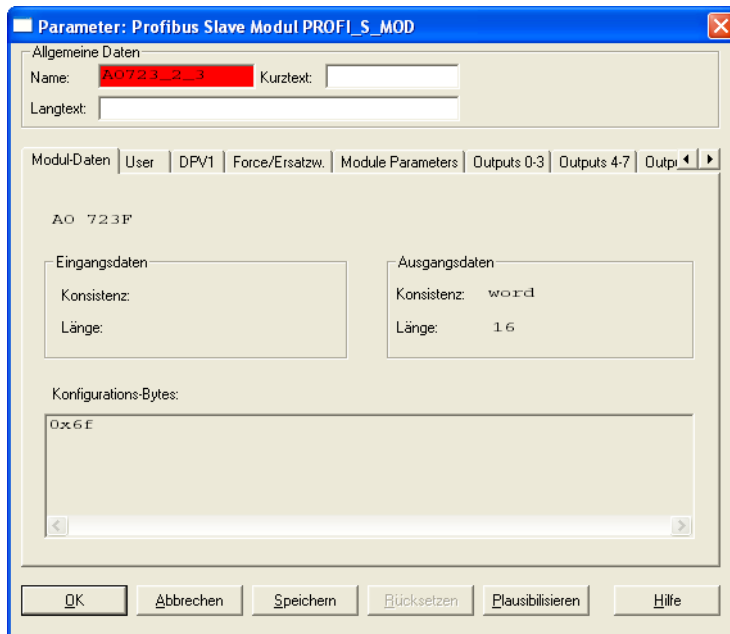 Parameter: Profibus Slave Modul PROFI_S_MOD
Allgemeine Daten
Name: AO723_2_3 Kurztext:
Langtext:
Modul-Daten User DPV1 Force/Ersatzw. Module Parameters Outputs 0-3 Outputs 4-7 Outp
AO 723F
Eingangsdaten Ausgangsdaten
Konsistenz: Konsistenz: word
Länge: Länge: 16
Konfigurations-Bytes:
0x6f
OK Abbrechen Speichern Rücksetzen Plausibilisieren Hilfe